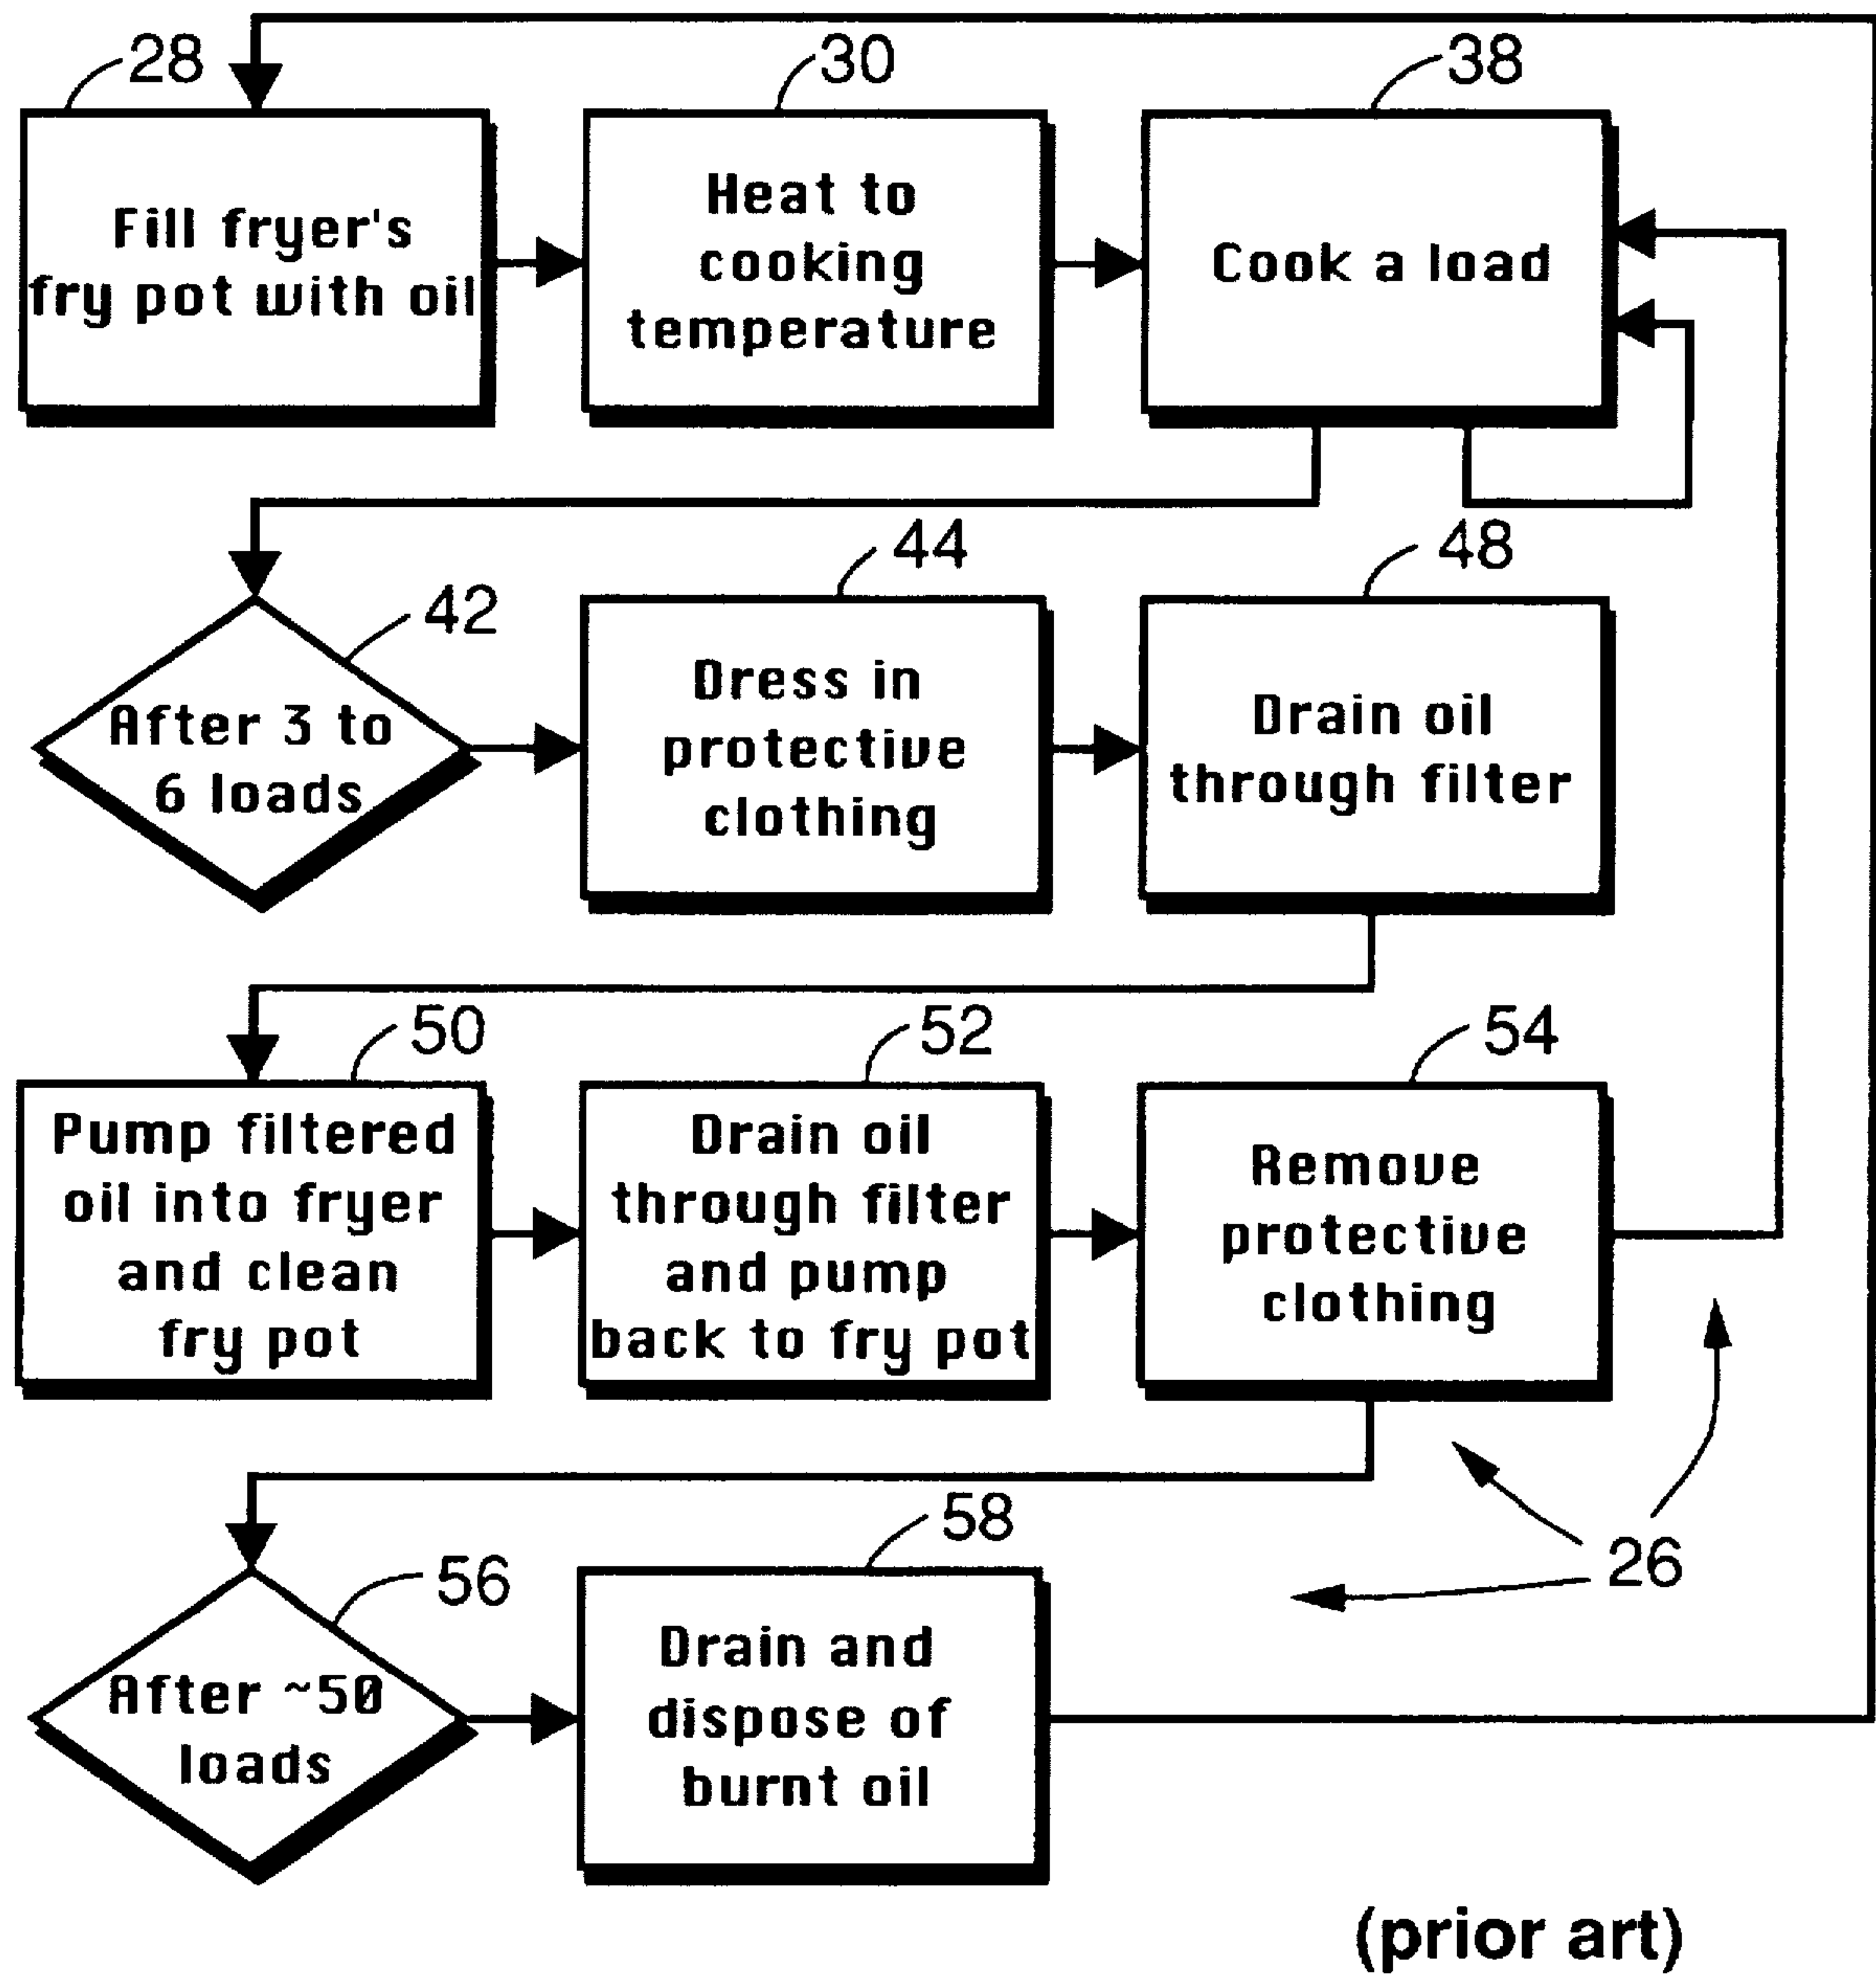 28
30
38
Fill fryer's
fry pot with oil
Heat to
cooking
temperature
Cook a load
42
44
48
After 3 to
6 loads
Dress in
protective
clothing
Drain oil
through filter
50
52
54
Pump filtered
oil into fryer
and clean
fry pot
Drain oil
through filter
and pump
back to fry pot
Remove
protective
clothing
56
58
26
After ~50
loads
Drain and
dispose of
burnt oil
(prior art)